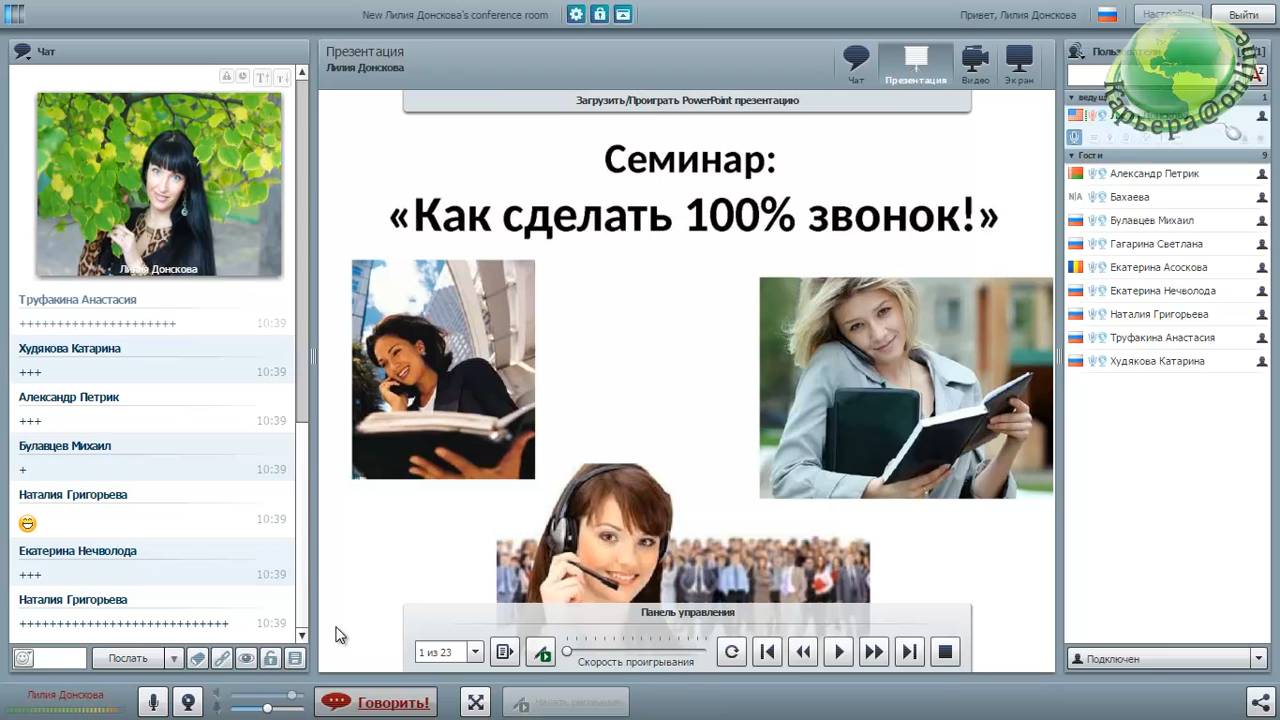 New Лилия Донскова's conference room
Привет, Лилия Донскова
Настройки
Выйти
Чат
Лилия Донскова
Труфакина Анастасия
+++++++++++++++++++++ 10:39
Худякова Катарина
+++ 10:39
Александр Петрик
+++ 10:39
Булавцев Михаил
+ 10:39
Наталия Григорьева
10:39
Екатерина Нечволода
+++ 10:39
Наталия Григорьева
++++++++++++++++++++++++++++ 10:39
Послать
Презентация
Лилия Донскова
Чат
Презентация
Видео
Экран
Загрузить/Проиграть PowerPoint презентацию
Семинар:
«Как сделать 100% звонок!»
Панель управления
1 из 23
Скорость проигрывания
Карьера@online
Гости 9
Александр Петрик
N/A Бахаева
Булавцев Михаил
Гагарина Светлана
Екатерина Асоскова
Екатерина Нечволода
Наталия Григорьева
Труфакина Анастасия
Худякова Катарина
Подключен
Лилия Донскова
Говорить!